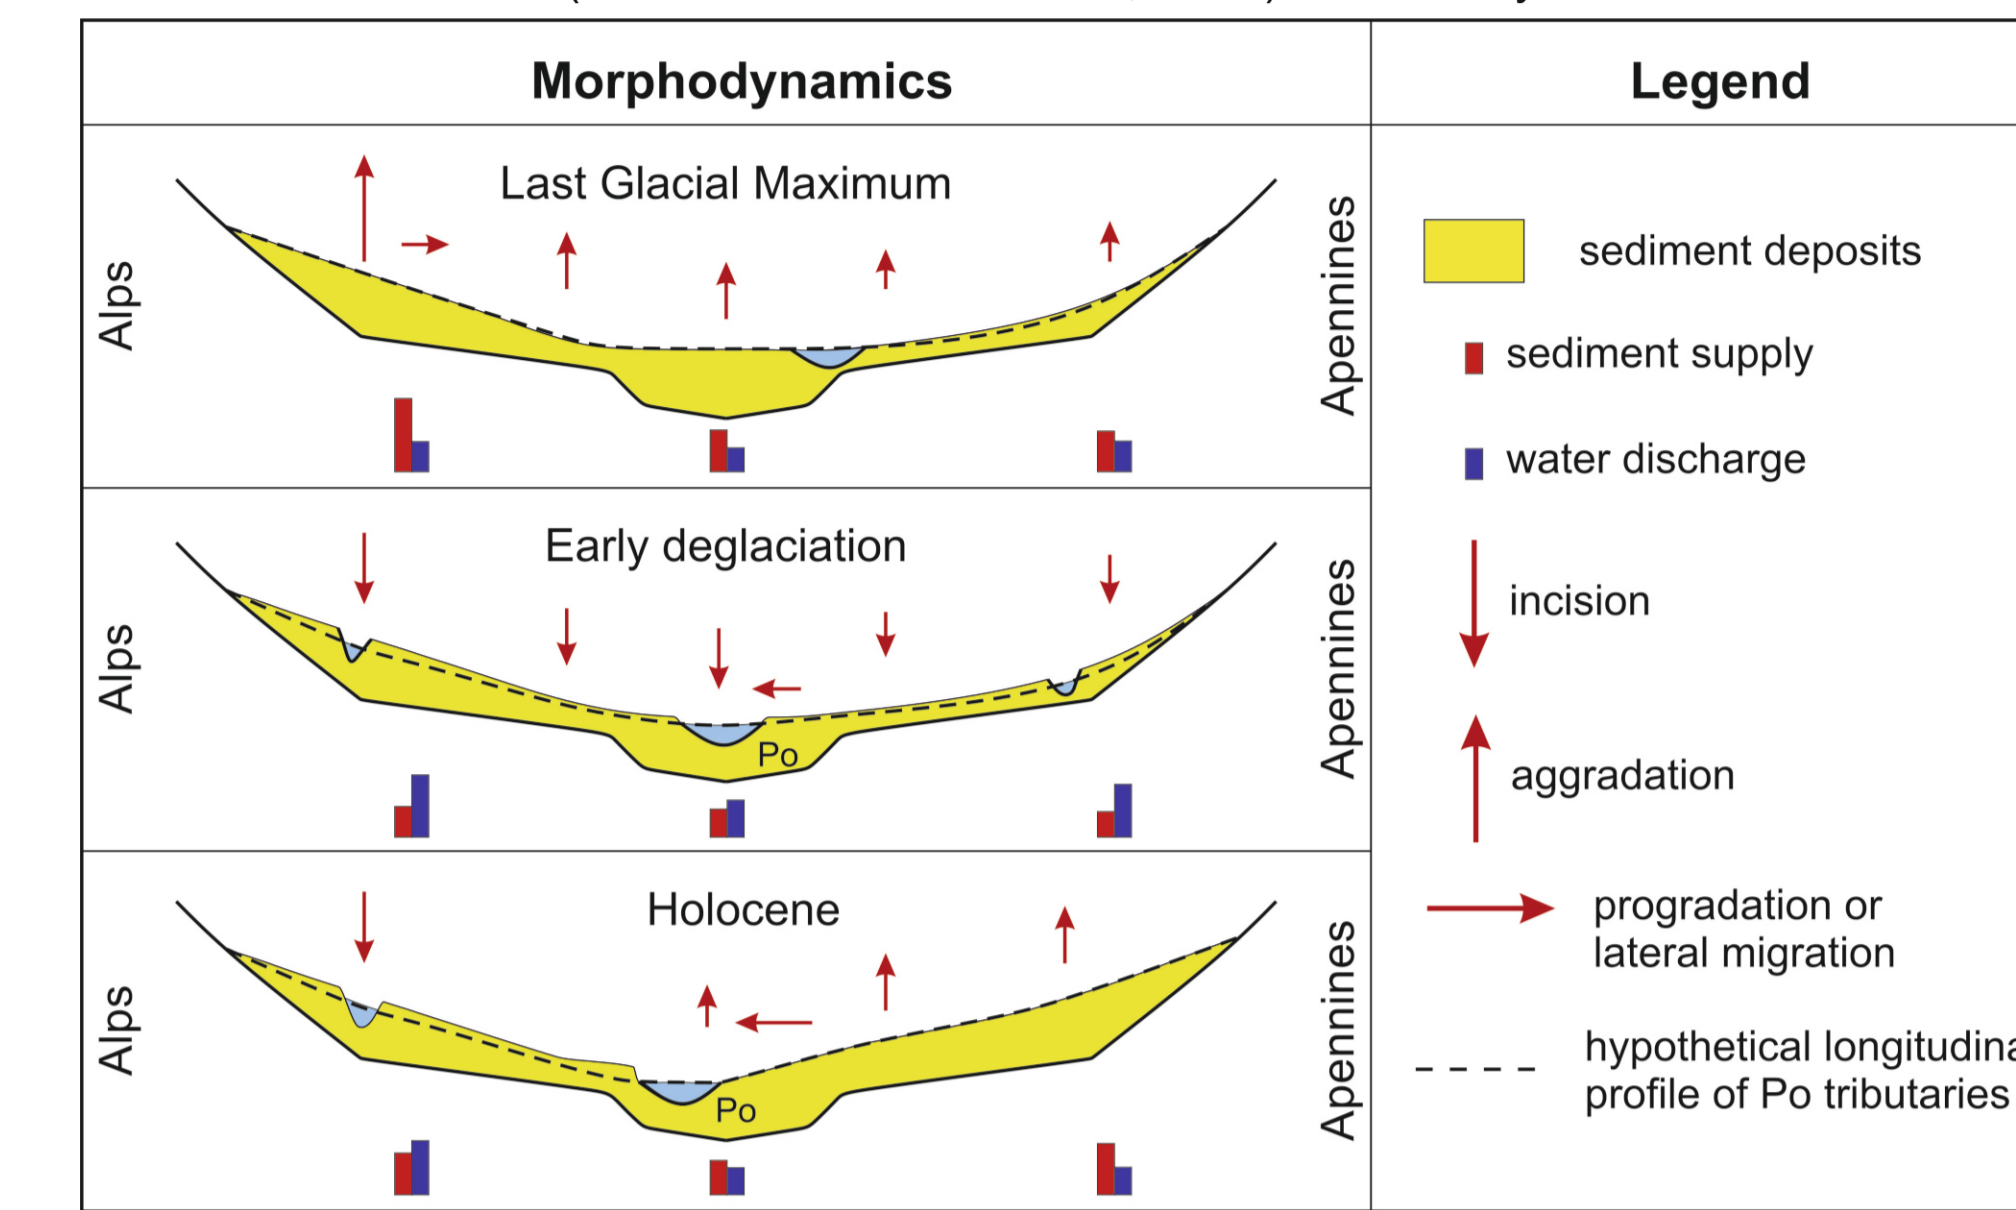 Morphodynamics
Legend
Last Glacial Maximum
Alps
Apennines
Early deglaciation
Alps
Apennines
Po
Holocene
Alps
Apennines
Po
sediment deposits
sediment supply
water discharge
incision
aggradation
progradation or
lateral migration
hypothetical
profile of Po tributaries